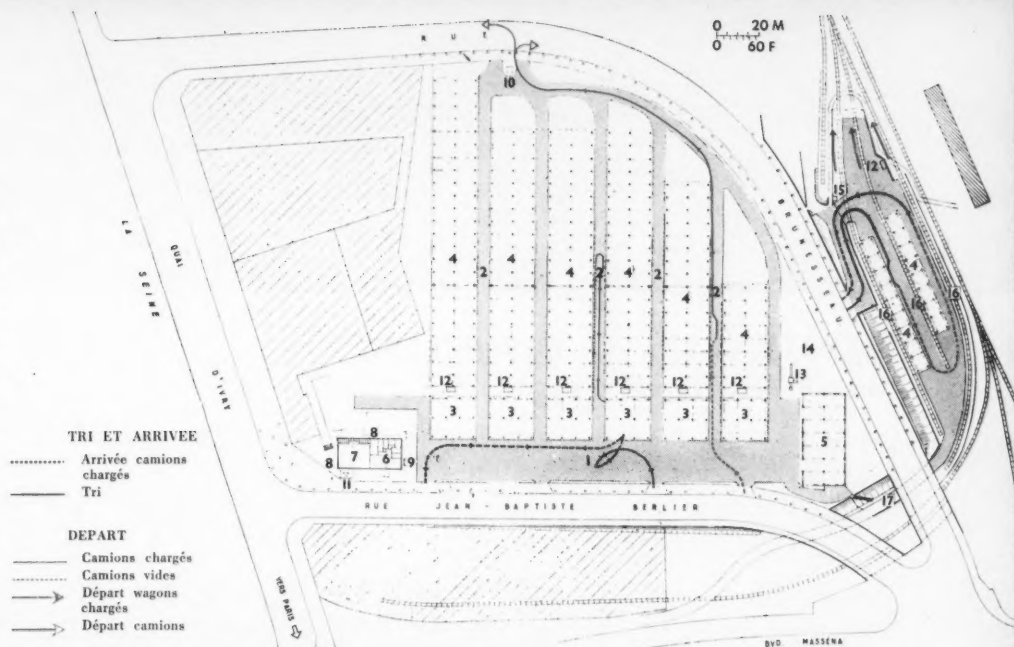 0 20 M
0 60 F
RUE
10
BRUNESSEAU
12
15
4
16
16
4
16
LA SEINE
QUAI D'IVRY
4 2 4 4 2 4 2 4 2 4
12 12 12 12 12 12
3 3 3 3 3 3
14
13
5
8
7 6
8 9
11
1 1
17
RUE JEAN-BAPTISTE BERLIER
VERS PARIS
BVD. MASSÉNA
TRI ET ARRIVEE
Arrivée camions
chargés
Tri
DEPART
Camions chargés
Camions vides
Départ wagons
chargés
Départ camions